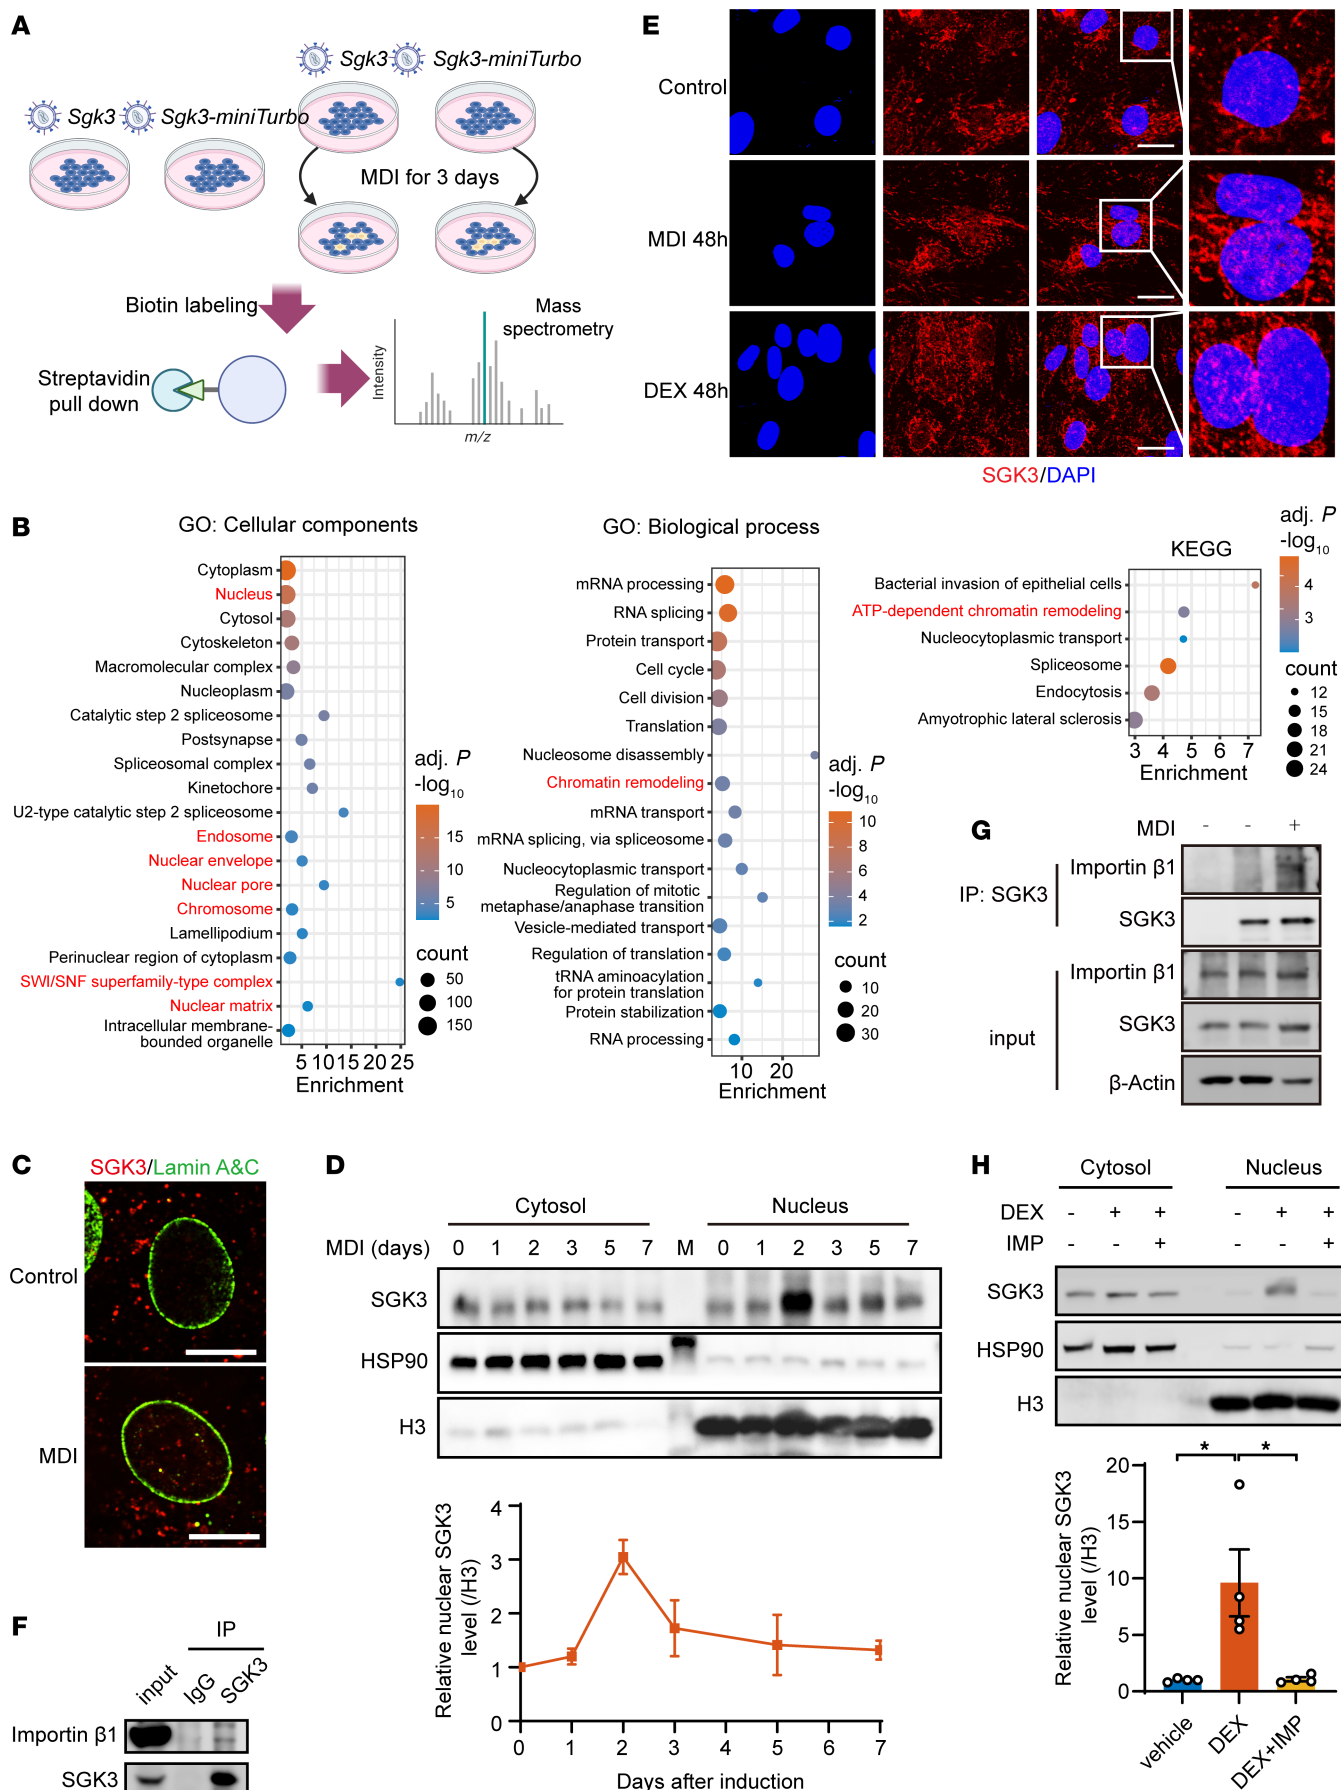 A
Sgk3
Sgk3-miniTurbo
Sgk3
Sgk3-miniTurbo
MDI for 3 days
Biotin labeling
Streptavidin
pull down
Mass
spectrometry
Intensity
m/z
E
Control
MDI 48h
DEX 48h
SGK3/DAPI
B
GO: Cellular components
Cytoplasm
Nucleus
Cytosol
Cytoskeleton
Macromolecular complex
Nucleoplasm
Catalytic step 2 spliceosome
Postsynapse
Spliceosomal complex
Kinetochore
U2-type catalytic step 2 spliceosome
Endosome
Nuclear envelope
Nuclear pore
Chromosome
Lamellipodium
Perinuclear region of cytoplasm
SWI/SNF superfamily-type complex
Nuclear matrix
Intracellular membrane-
bounded organelle
5 10 15 20 25
Enrichment
adj. P
-log10
15
10
5
count
50
100
150
GO: Biological process
mRNA processing
RNA splicing
Protein transport
Cell cycle
Cell division
Translation
Nucleosome disassembly
Chromatin remodeling
mRNA transport
mRNA splicing, via spliceosome
Nucleocytoplasmic transport
Regulation of mitotic
metaphase/anaphase transition
Vesicle-mediated transport
Regulation of translation
tRNA aminoacylation
for protein translation
Protein stabilization
RNA processing
10 20
Enrichment
adj. P
-log10
10
8
6
4
2
count
10
20
30
KEGG
Bacterial invasion of epithelial cells
ATP-dependent chromatin remodeling
Nucleocytoplasmic transport
Spliceosome
Endocytosis
Amyotrophic lateral sclerosis
3 4 5 6 7
Enrichment
adj. P
-log10
4
3
count
12
15
18
21
24
G
MDI - - +
IP: SGK3
Importin β1
SGK3
input
Importin β1
SGK3
β-Actin
C
SGK3/Lamin A&C
Control
MDI
D
Cytosol Nucleus
MDI (days) 0 1 2 3 5 7 M 0 1 2 3 5 7
SGK3
HSP90
H3
Relative nuclear SGK3
level (/H3)
4
3
2
1
0
0 1 2 3 4 5 6 7
Days after induction
F
IP
input IgG SGK3
Importin β1
SGK3
H
Cytosol Nucleus
DEX - + + - + +
IMP - - + - - +
SGK3
HSP90
H3
* *
Relative nuclear SGK3
level (/H3)
20
15
10
5
0
vehicle DEX DEX+IMP